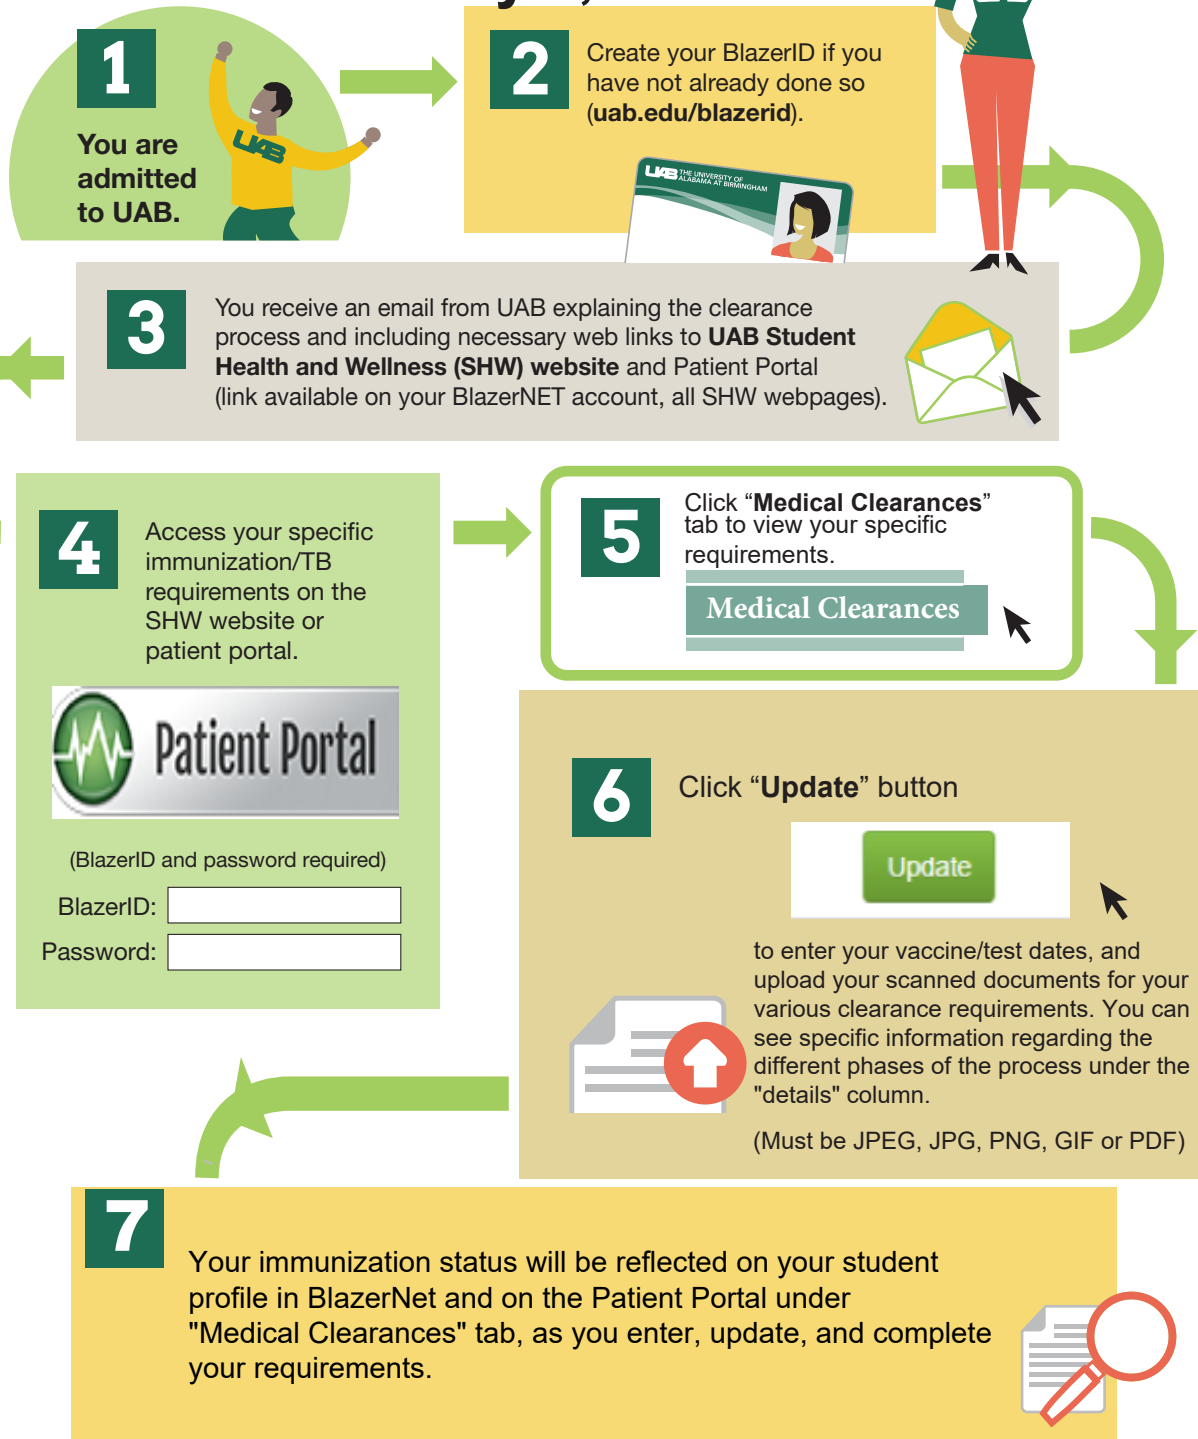 1
You are
admitted
to UAB.
UAB
2
Create your BlazerID if you
have not already done so
(uab.edu/blazerid).
UAB THE UNIVERSITY OF
ALABAMA AT BIRMINGHAM
3
You receive an email from UAB explaining the clearance
process and including necessary web links to UAB Student
Health and Wellness (SHW) website and Patient Portal
(link available on your BlazerNET account, all SHW webpages).
4
Access your specific
immunization/TB
requirements on the
SHW website or
patient portal.
Patient Portal
(BlazerID and password required)
BlazerID:
Password:
5
Click “Medical Clearances”
tab to view your specific
requirements.
Medical Clearances
6
Click “Update” button
Update
to enter your vaccine/test dates, and
upload your scanned documents for your
various clearance requirements. You can
see specific information regarding the
different phases of the process under the
"details" column.
(Must be JPEG, JPG, PNG, GIF or PDF)
7
Your immunization status will be reflected on your student
profile in BlazerNet and on the Patient Portal under
"Medical Clearances" tab, as you enter, update, and complete
your requirements.